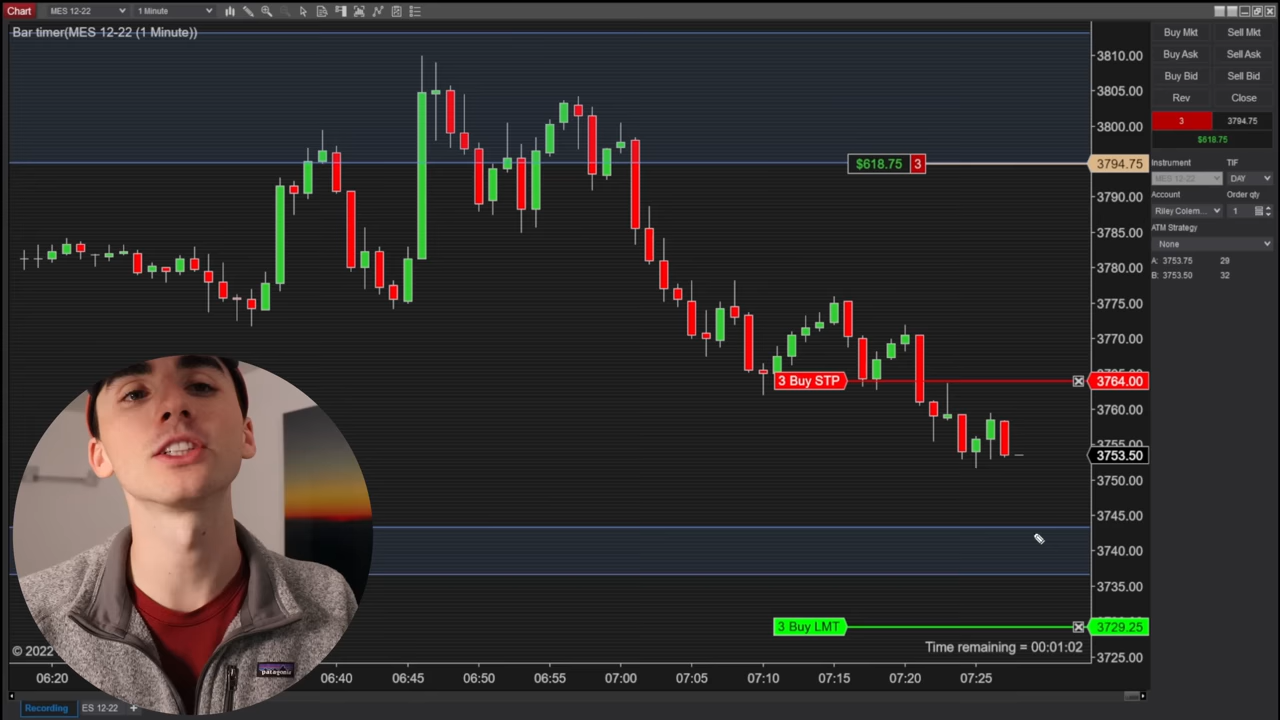 Chart MES 12-22 1 Minute
Bar timer(MES 12-22 (1 Minute))
3810.00
3805.00
3800.00
$618.75 3 3794.75
3790.00
3785.00
3780.00
3775.00
3770.00
3 Buy STP 3764.00
3760.00
3753.50
3750.00
3745.00
3740.00
3735.00
3 Buy LMT 3729.25
3725.00
© 2022
Time remaining = 00:01:02
06:20 06:40 06:45 06:50 06:55 07:00 07:05 07:10 07:15 07:20 07:25
Recording ES 12-22 +
Buy Mkt Sell Mkt
Buy Ask Sell Ask
Buy Bid Sell Bid
Rev Close
3 3794.75
$618.75
Instrument TIF
MES 12-22 DAY
Account Order qty
Riley Colem... 1
ATM Strategy
None
A: 3753.75 29
B: 3753.50 32
patagonia